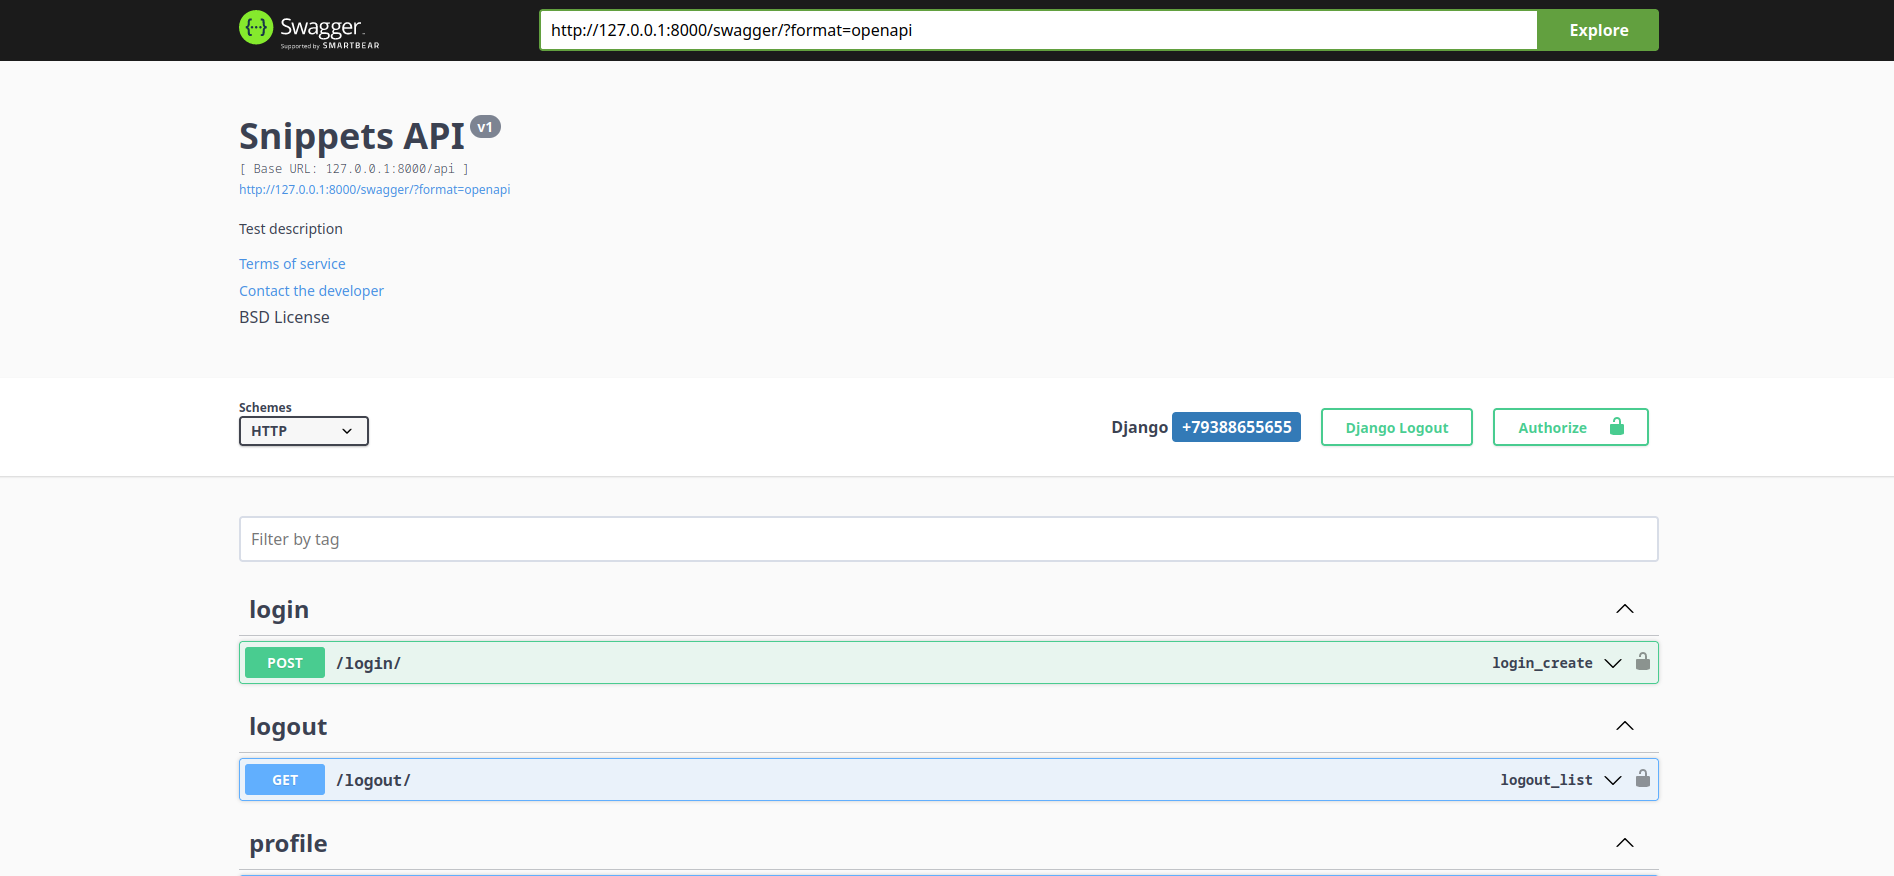 Swagger
Supported by SMARTBEAR
http://127.0.0.1:8000/swagger/?format=openapi
Explore
Snippets API v1
[ Base URL: 127.0.0.1:8000/api ]
http://127.0.0.1:8000/swagger/?format=openapi
Test description
Terms of service
Contact the developer
BSD License
Schemes
HTTP
Django +79388655655
Django Logout
Authorize
Filter by tag
login
POST /login/ login_create
logout
GET /logout/ logout_list
profile